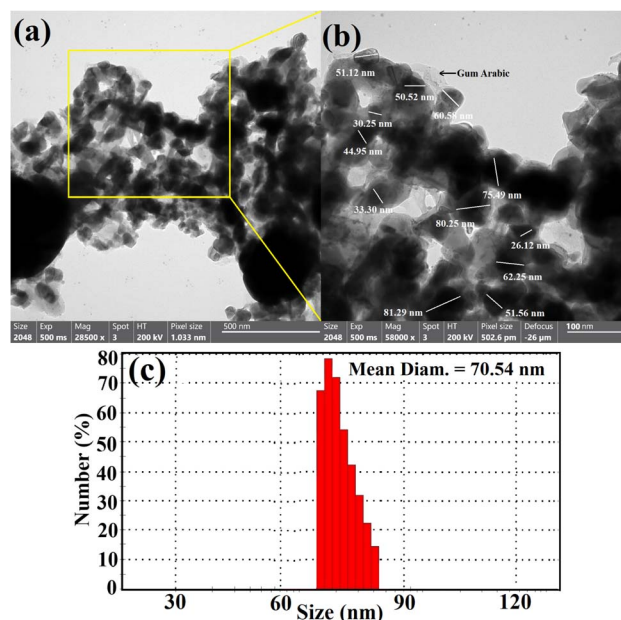 (a)
Size Exp Mag Spot HT Pixel size
2048 500 ms 28500 x 3 200 kV 1.033 nm
500 nm
(b)
Gum Arabic
51.12 nm
50.52 nm
60.58 nm
30.25 nm
44.95 nm
75.49 nm
33.30 nm
80.25 nm
26.12 nm
62.25 nm
81.29 nm
51.56 nm
Size Exp Mag Spot HT Pixel size Defocus
2048 500 ms 58000 x 3 200 kV 502.6 pm -26 µm
100 nm
(c)
Mean Diam. = 70.54 nm
Number (%)
80
70
60
50
40
30
20
10
0
30
60
90
120
Size (nm)